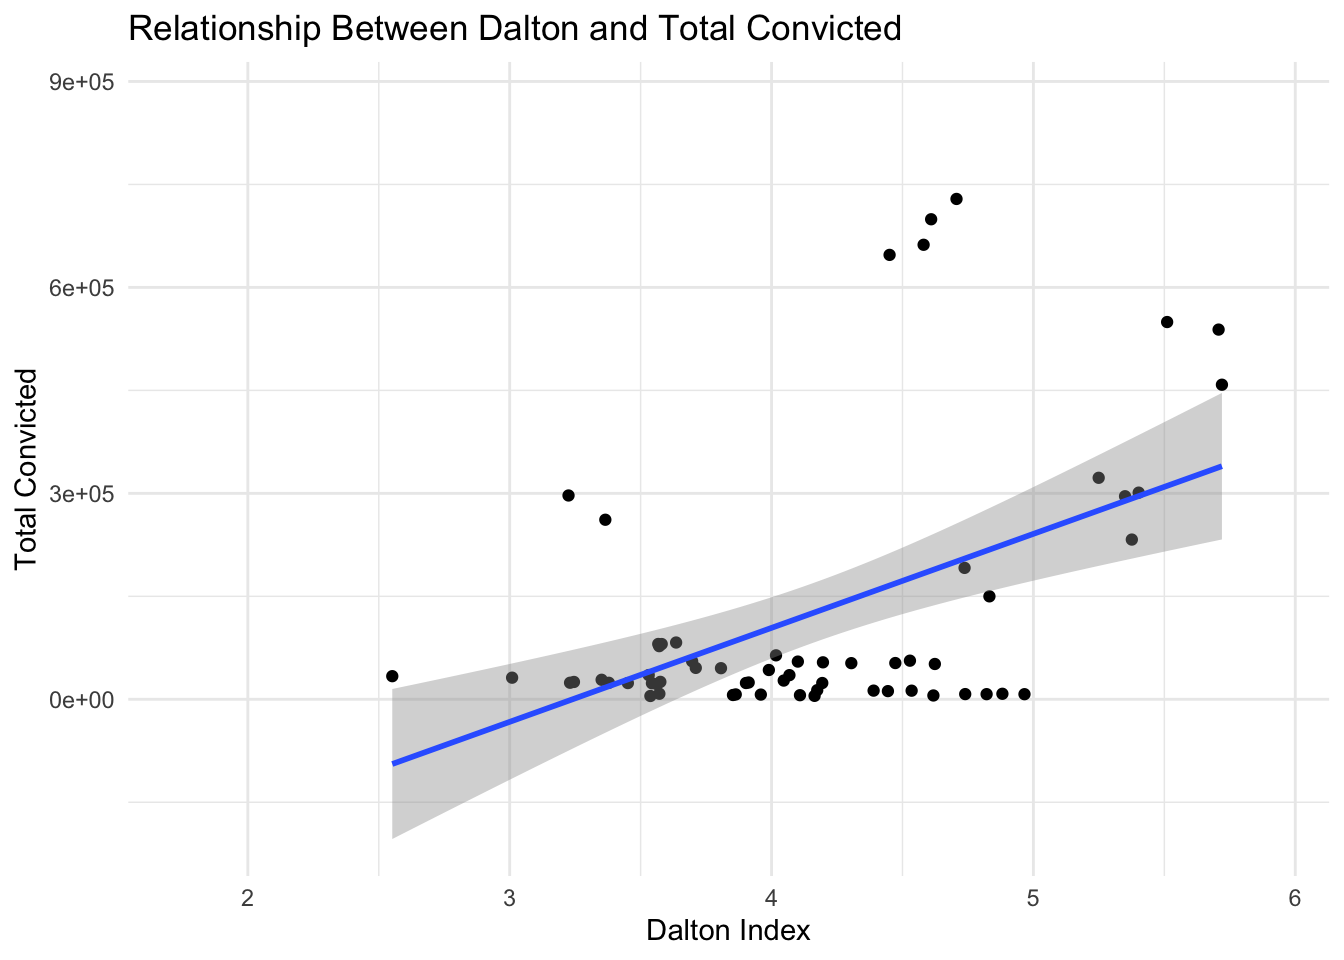 Relationship Between Dalton and Total Convicted
9e+05
6e+05
3e+05
0e+00
Total Convicted
2 3 4 5 6
Dalton Index